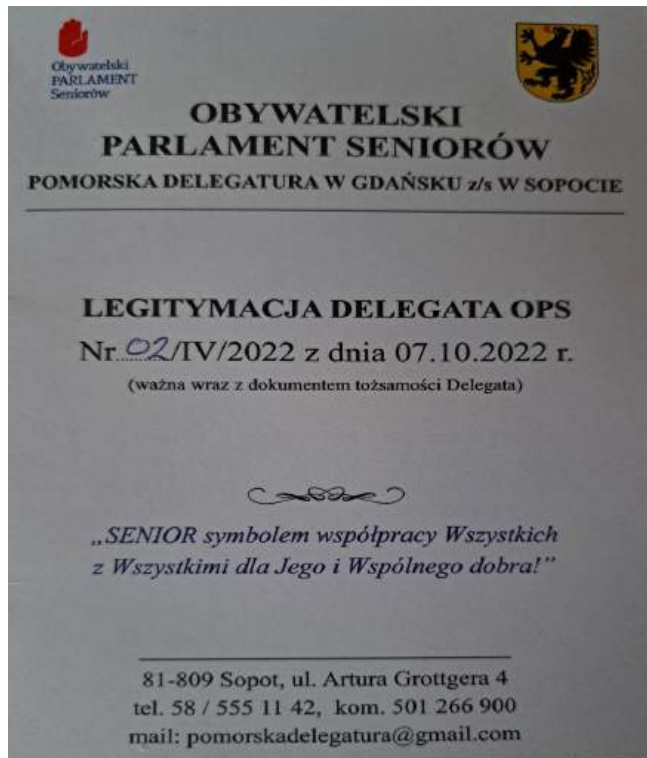 Obywatelski
PARLAMENT
Seniorów
OBYWATELSKI
PARLAMENT SENIORÓW
POMORSKA DELEGATURA W GDAŃSKU z/s W SOPOCIE
LEGITYMACJA DELEGATA OPS
Nr 02/IV/2022 z dnia 07.10.2022 r.
(ważna wraz z dokumentem tożsamości Delegata)
„SENIOR symbolem współpracy Wszystkich
z Wszystkimi dla Jego i Wspólnego dobra!”
81-809 Sopot, ul. Artura Grottgera 4
tel. 58 / 555 11 42, kom. 501 266 900
mail: pomorskadelegatura@gmail.com